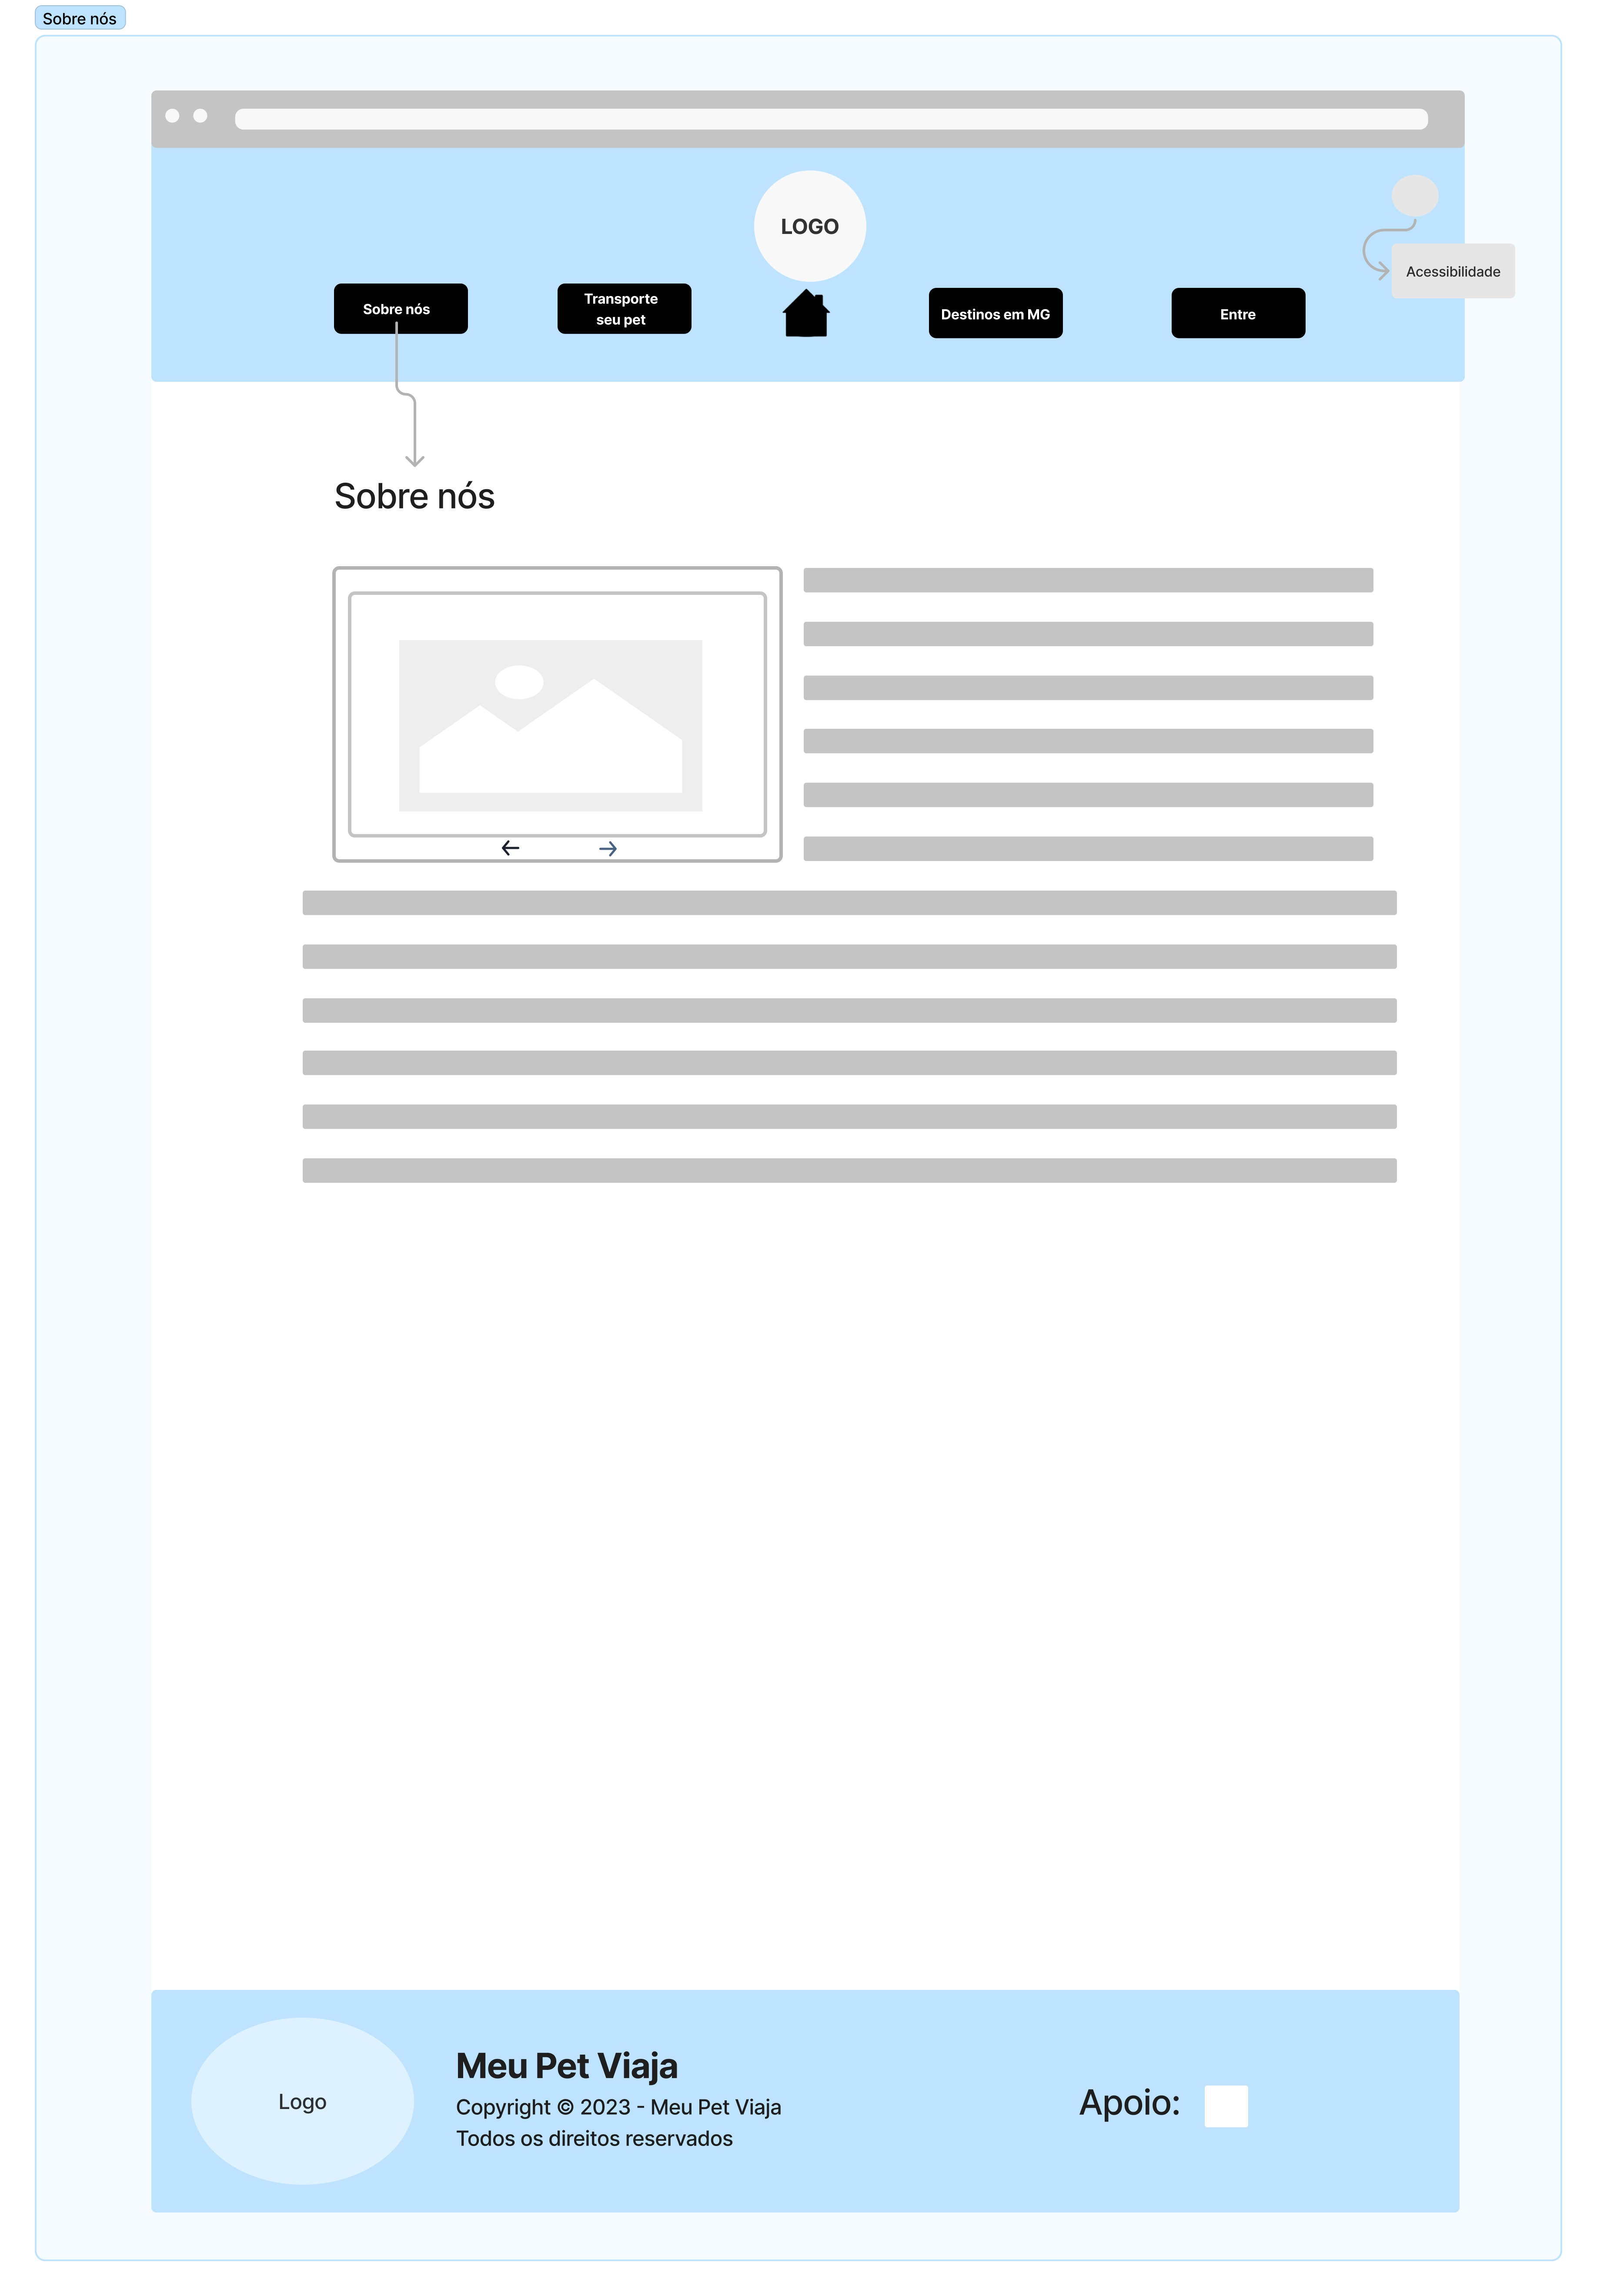 Sobre nós
LOGO
Acessibilidade
Sobre nós
Transporte
seu pet
Destinos em MG
Entre
Sobre nós
Logo
Meu Pet Viaja
Copyright © 2023 - Meu Pet Viaja
Todos os direitos reservados
Apoio: